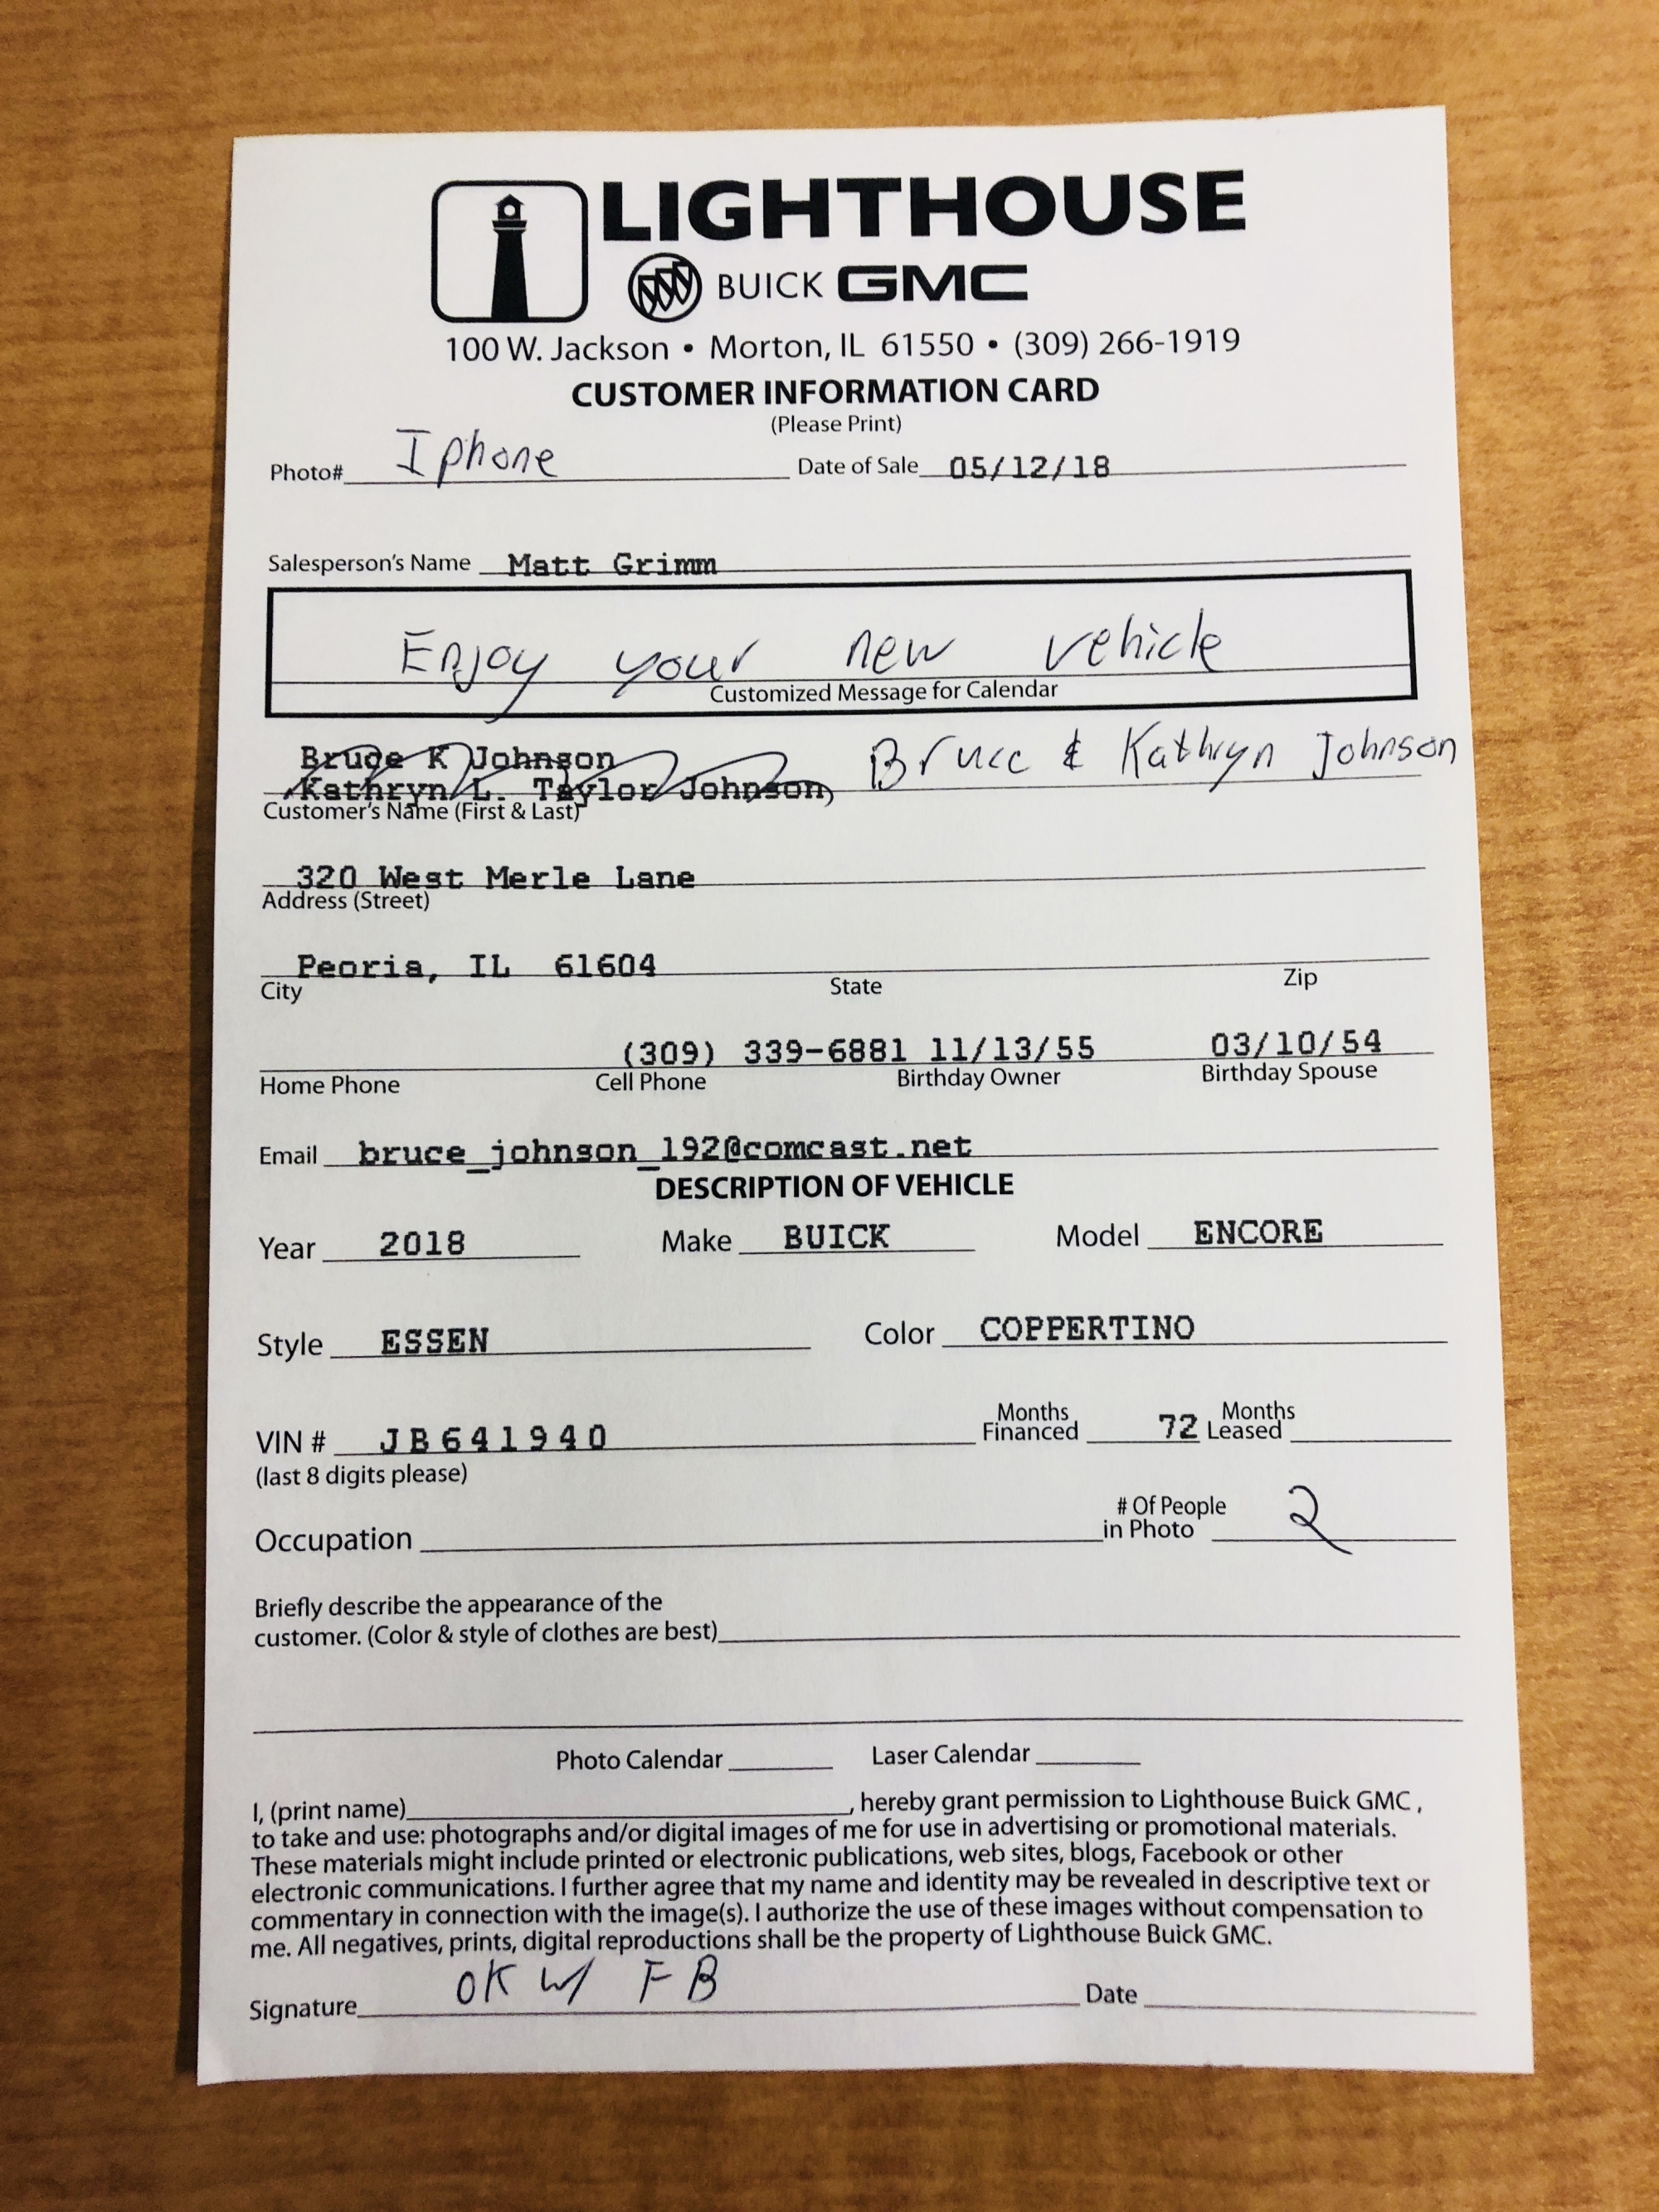 LIGHTHOUSE
BUICK GMC
100 W. Jackson • Morton, IL 61550 • (309) 266-1919
CUSTOMER INFORMATION CARD
(Please Print)
Photo# Iphone Date of Sale 05/12/18
Salesperson's Name Matt Grimm
Enjoy your new vehicle
Customized Message for Calendar
Bruce K Johnson
Kathryn L. Taylor Johnson, Bruce & Kathryn Johnson
Customer's Name (First & Last)
320 West Merle Lane
Address (Street)
Peoria, IL 61604
City State Zip
(309) 339-6881 11/13/55 03/10/54
Home Phone Cell Phone Birthday Owner Birthday Spouse
Email bruce_johnson_192@comcast.net
DESCRIPTION OF VEHICLE
Year 2018 Make BUICK Model ENCORE
Style ESSEN Color COPPERTINO
VIN # JB641940 Months Financed 72 Months Leased
(last 8 digits please)
Occupation # Of People in Photo 2
Briefly describe the appearance of the
customer. (Color & style of clothes are best)
Photo Calendar Laser Calendar
I, (print name) , hereby grant permission to Lighthouse Buick GMC ,
to take and use: photographs and/or digital images of me for use in advertising or promotional materials.
These materials might include printed or electronic publications, web sites, blogs, Facebook or other
electronic communications. I further agree that my name and identity may be revealed in descriptive text or
commentary in connection with the image(s). I authorize the use of these images without compensation to
me. All negatives, prints, digital reproductions shall be the property of Lighthouse Buick GMC.
Signature OK w/ FB Date